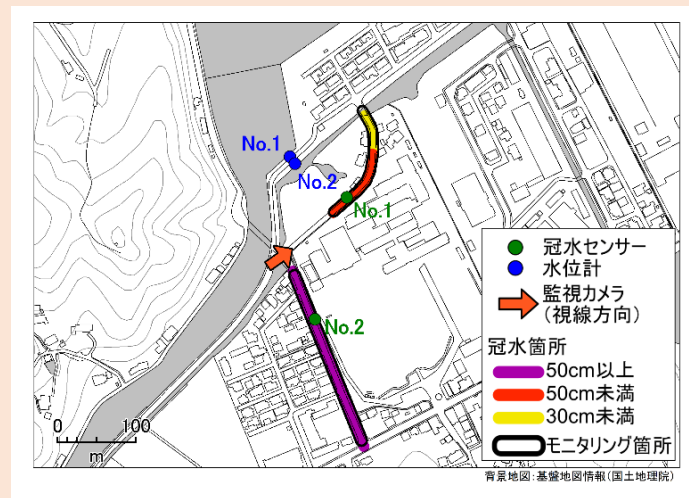 No.1
No.2
No.1
No.2
冠水センサー
水位計
監視カメラ
(視線方向)
冠水箇所
50cm以上
50cm未満
30cm未満
モニタリング箇所
0 100
m
背景地図:基盤地図情報(国土地理院)